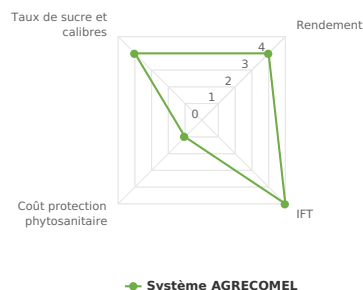 Taux de sucre et
calibres
Rendement
4
3
2
1
0
Coût protection
phytosanitaire
IFT
Système AGRECOMEL